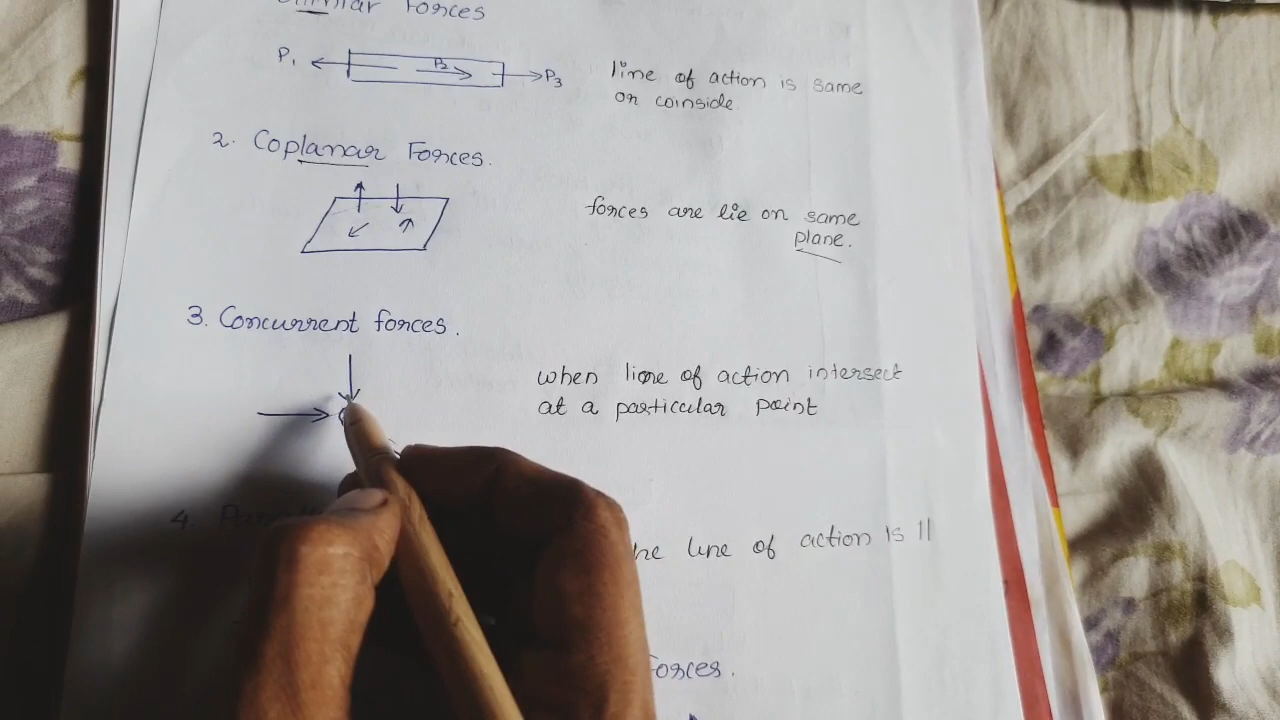 Forces
P1 P2 P3
line of action is same
or coinside.
2. Coplanar Forces.
forces are lie on same
plane.
3. Concurrent forces.
when line of action intersect
at a particular point
4.
he line of action is ||
Forces.